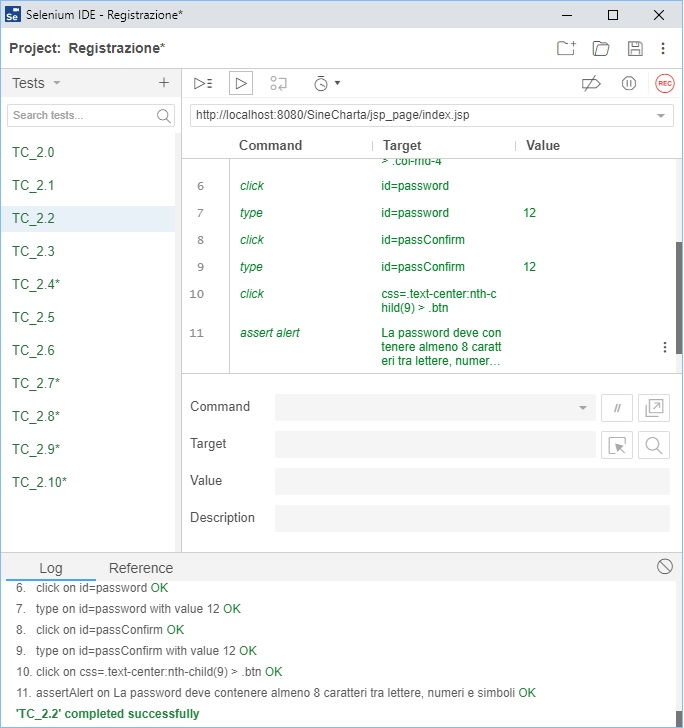 Selenium IDE - Registrazione*
Project: Registrazione*
Tests
REC
Search tests...
http://localhost:8080/SineCharta/jsp_page/index.jsp
Command Target Value
TC_2.0
TC_2.1
TC_2.2
TC_2.3
TC_2.4*
TC_2.5
TC_2.6
TC_2.7*
TC_2.8*
TC_2.9*
TC_2.10*
> .col-md-4
6 click id=password
7 type id=password 12
8 click id=passConfirm
9 type id=passConfirm 12
10 click css=.text-center:nth-c
hild(9) > .btn
11 assert alert La password deve con
tenere almeno 8 caratt
eri tra lettere, numer...
Command //
Target
Value
Description
Log Reference
6. click on id=password OK
7. type on id=password with value 12 OK
8. click on id=passConfirm OK
9. type on id=passConfirm with value 12 OK
10. click on css=.text-center:nth-child(9) > .btn OK
11. assertAlert on La password deve contenere almeno 8 caratteri tra lettere, numeri e simboli OK
'TC_2.2' completed successfully